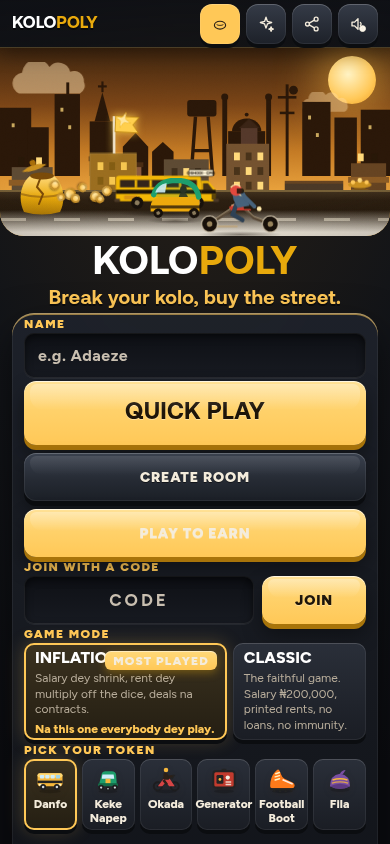 KOLOPOLY
KOLOPOLY
Break your kolo, buy the street.
NAME
e.g. Adaeze
QUICK PLAY
CREATE ROOM
PLAY TO EARN
JOIN WITH A CODE
CODE
JOIN
GAME MODE
INFLATIO
MOST PLAYED
Salary dey shrink, rent dey
multiply off the dice, deals na
contracts.
Na this one everybody dey play.
CLASSIC
The faithful game.
Salary ₦200,000,
printed rents, no
loans, no immunity.
PICK YOUR TOKEN
Danfo
Keke
Napep
Okada
Generator
Football
Boot
Fila